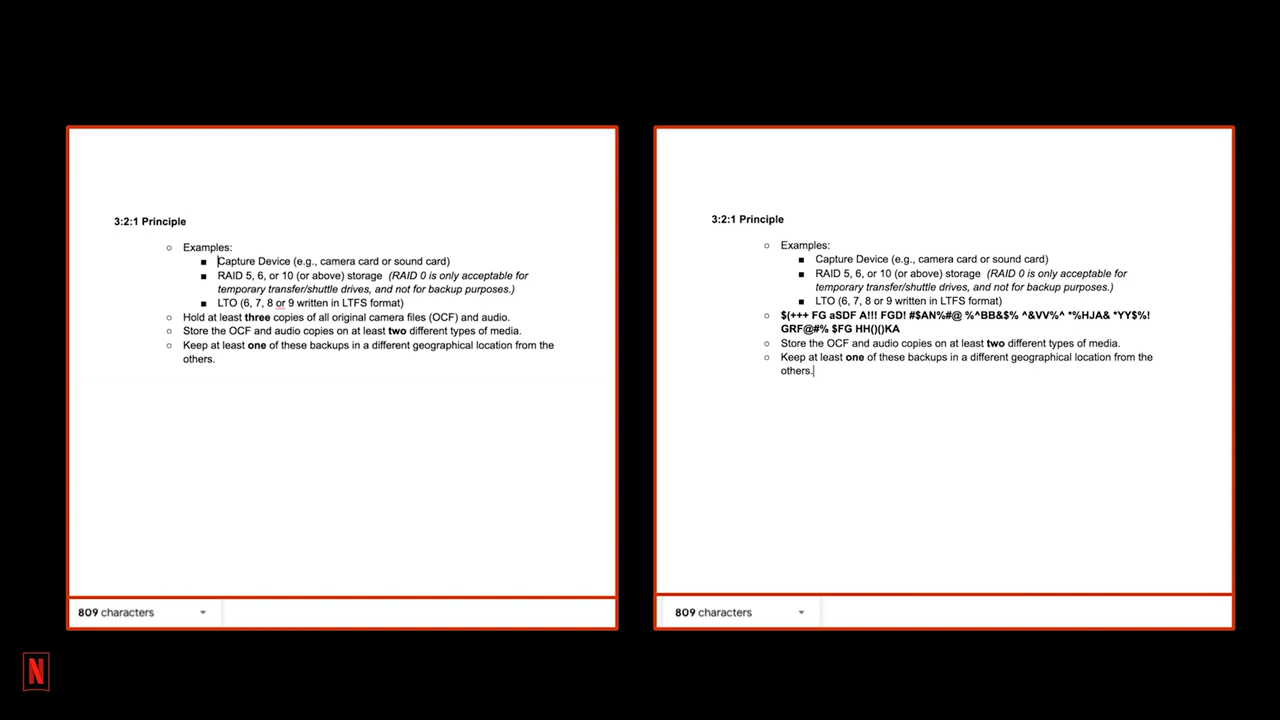 3:2:1 Principle
○ Examples:
■ Capture Device (e.g., camera card or sound card)
■ RAID 5, 6, or 10 (or above) storage (RAID 0 is only acceptable for
temporary transfer/shuttle drives, and not for backup purposes.)
■ LTO (6, 7, 8 or 9 written in LTFS format)
○ Hold at least three copies of all original camera files (OCF) and audio.
○ Store the OCF and audio copies on at least two different types of media.
○ Keep at least one of these backups in a different geographical location from the
others.
809 characters
3:2:1 Principle
○ Examples:
■ Capture Device (e.g., camera card or sound card)
■ RAID 5, 6, or 10 (or above) storage (RAID 0 is only acceptable for
temporary transfer/shuttle drives, and not for backup purposes.)
■ LTO (6, 7, 8 or 9 written in LTFS format)
○ $(+++ FG aSDF A!!! FGD! #$AN%#@ %^BB&$% ^&VV%^ *%HJA& *YY$%!
GRF@#% $FG HH()()KA
○ Store the OCF and audio copies on at least two different types of media.
○ Keep at least one of these backups in a different geographical location from the
others.
809 characters
N